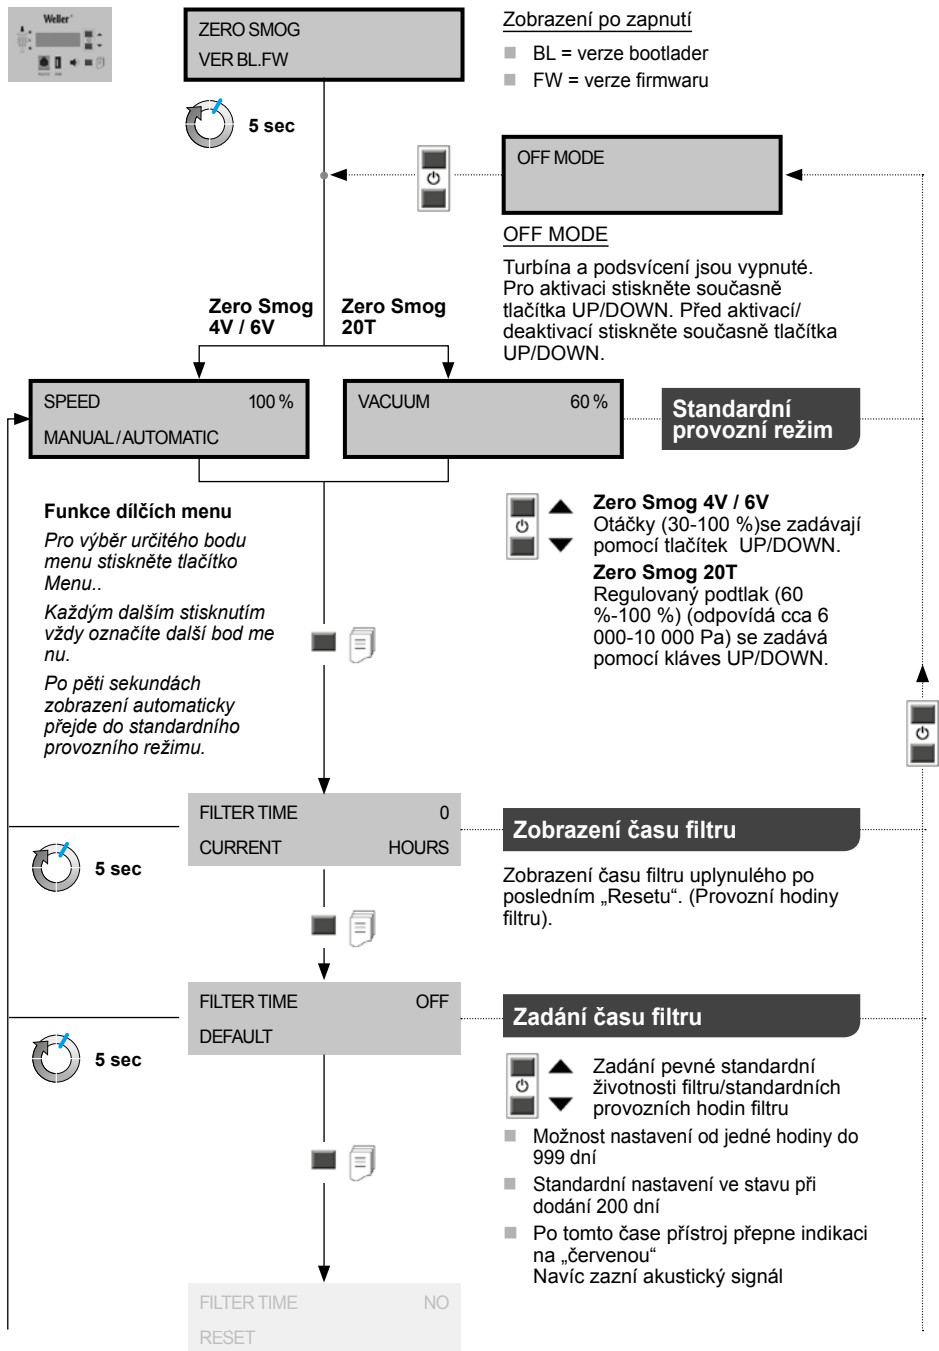 Weller
ZERO SMOG
VER BL.FW
Zobrazení po zapnutí
BL = verze bootlader
FW = verze firmwaru
5 sec
OFF MODE
OFF MODE
Turbína a podsvícení jsou vypnuté.
Pro aktivaci stiskněte současně
tlačítka UP/DOWN. Před aktivací/
deaktivací stiskněte současně tlačítka
UP/DOWN.
Zero Smog
4V / 6V
Zero Smog
20T
SPEED 100 %
MANUAL/AUTOMATIC
VACUUM 60 %
Standardní
provozní režim
Funkce dílčích menu
Pro výběr určitého bodu
menu stiskněte tlačítko
Menu..
Každým dalším stisknutím
vždy označíte další bod me
nu.
Po pěti sekundách
zobrazení automaticky
přejde do standardního
provozního režimu.
Zero Smog 4V / 6V
Otáčky (30-100 %)se zadávají
pomocí tlačítek UP/DOWN.
Zero Smog 20T
Regulovaný podtlak (60
%-100 %) (odpovídá cca 6
000-10 000 Pa) se zadává
pomocí kláves UP/DOWN.
FILTER TIME 0
CURRENT HOURS
5 sec
Zobrazení času filtru
Zobrazení času filtru uplynulého po
posledním „Resetu“. (Provozní hodiny
filtru).
FILTER TIME OFF
DEFAULT
5 sec
Zadání času filtru
Zadání pevné standardní
životnosti filtru/standardních
provozních hodin filtru
Možnost nastavení od jedné hodiny do
999 dní
Standardní nastavení ve stavu při
dodání 200 dní
Po tomto čase přístroj přepne indikaci
na „červenou“
Navíc zazní akustický signál
FILTER TIME NO
RESET